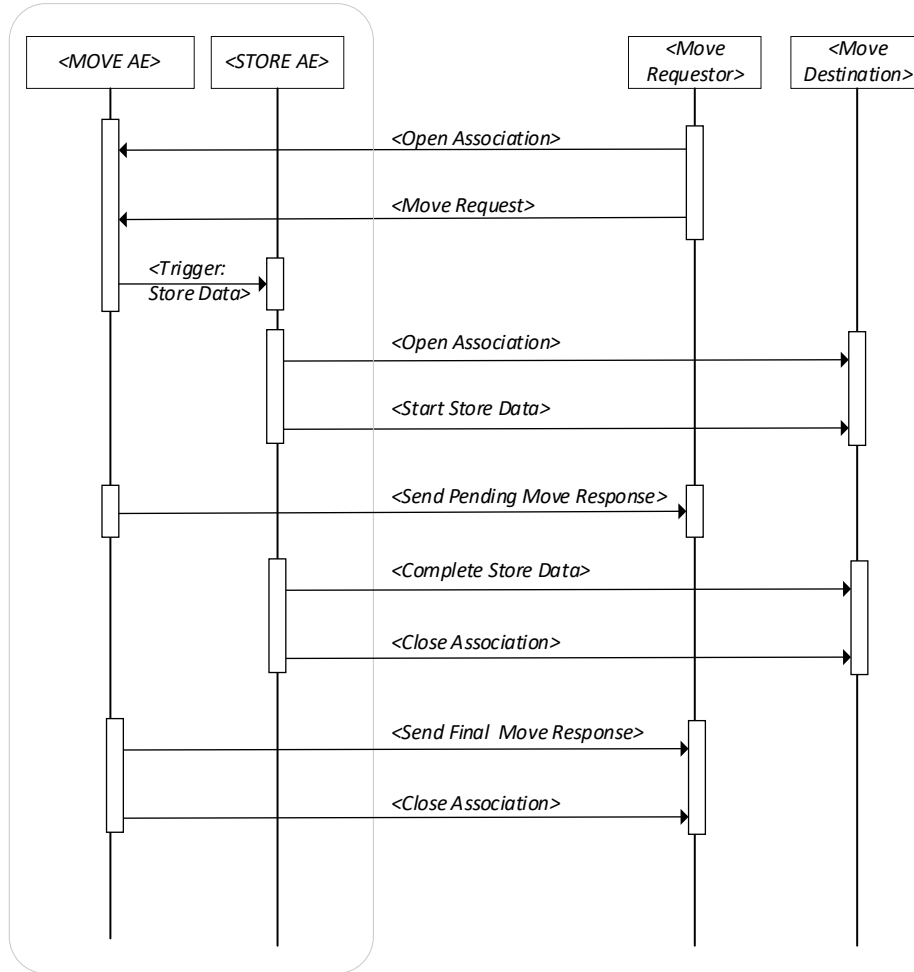 <MOVE AE>
<STORE AE>
<Move
Requestor>
<Move
Destination>
<Open Association>
<Move Request>
<Trigger:
Store Data>
<Open Association>
<Start Store Data>
<Send Pending Move Response>
<Complete Store Data>
<Close Association>
<Send Final  Move Response>
<Close Association>